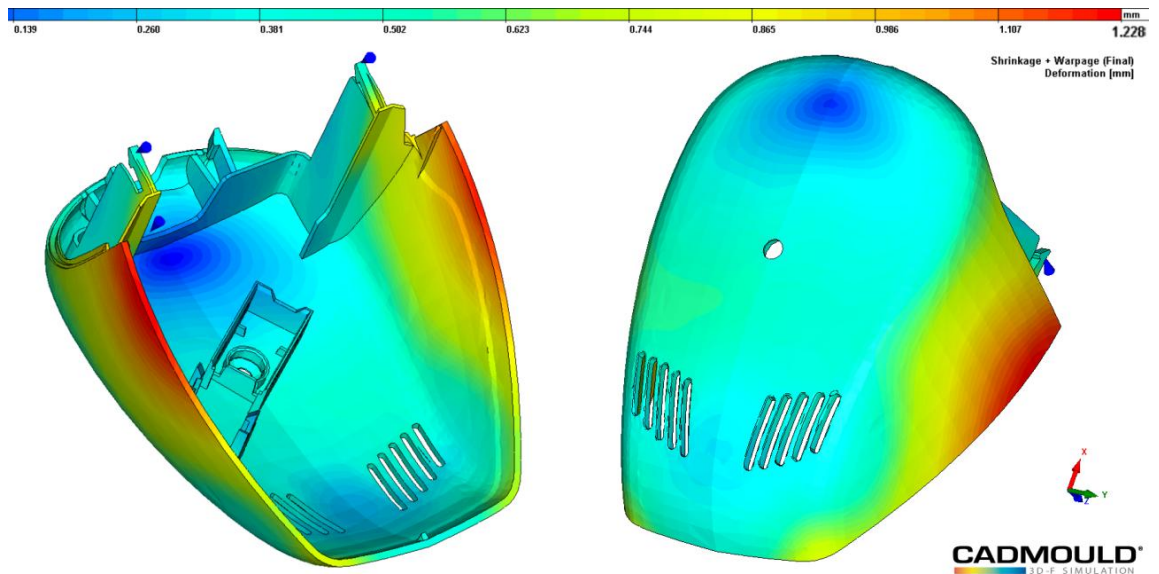 mm
0.139 0.260 0.381 0.502 0.623 0.744 0.865 0.986 1.107 1.228
Shrinkage + Warpage (Final)
Deformation [mm]
X
Y
Z
CADMOULD®
3D-F SIMULATION